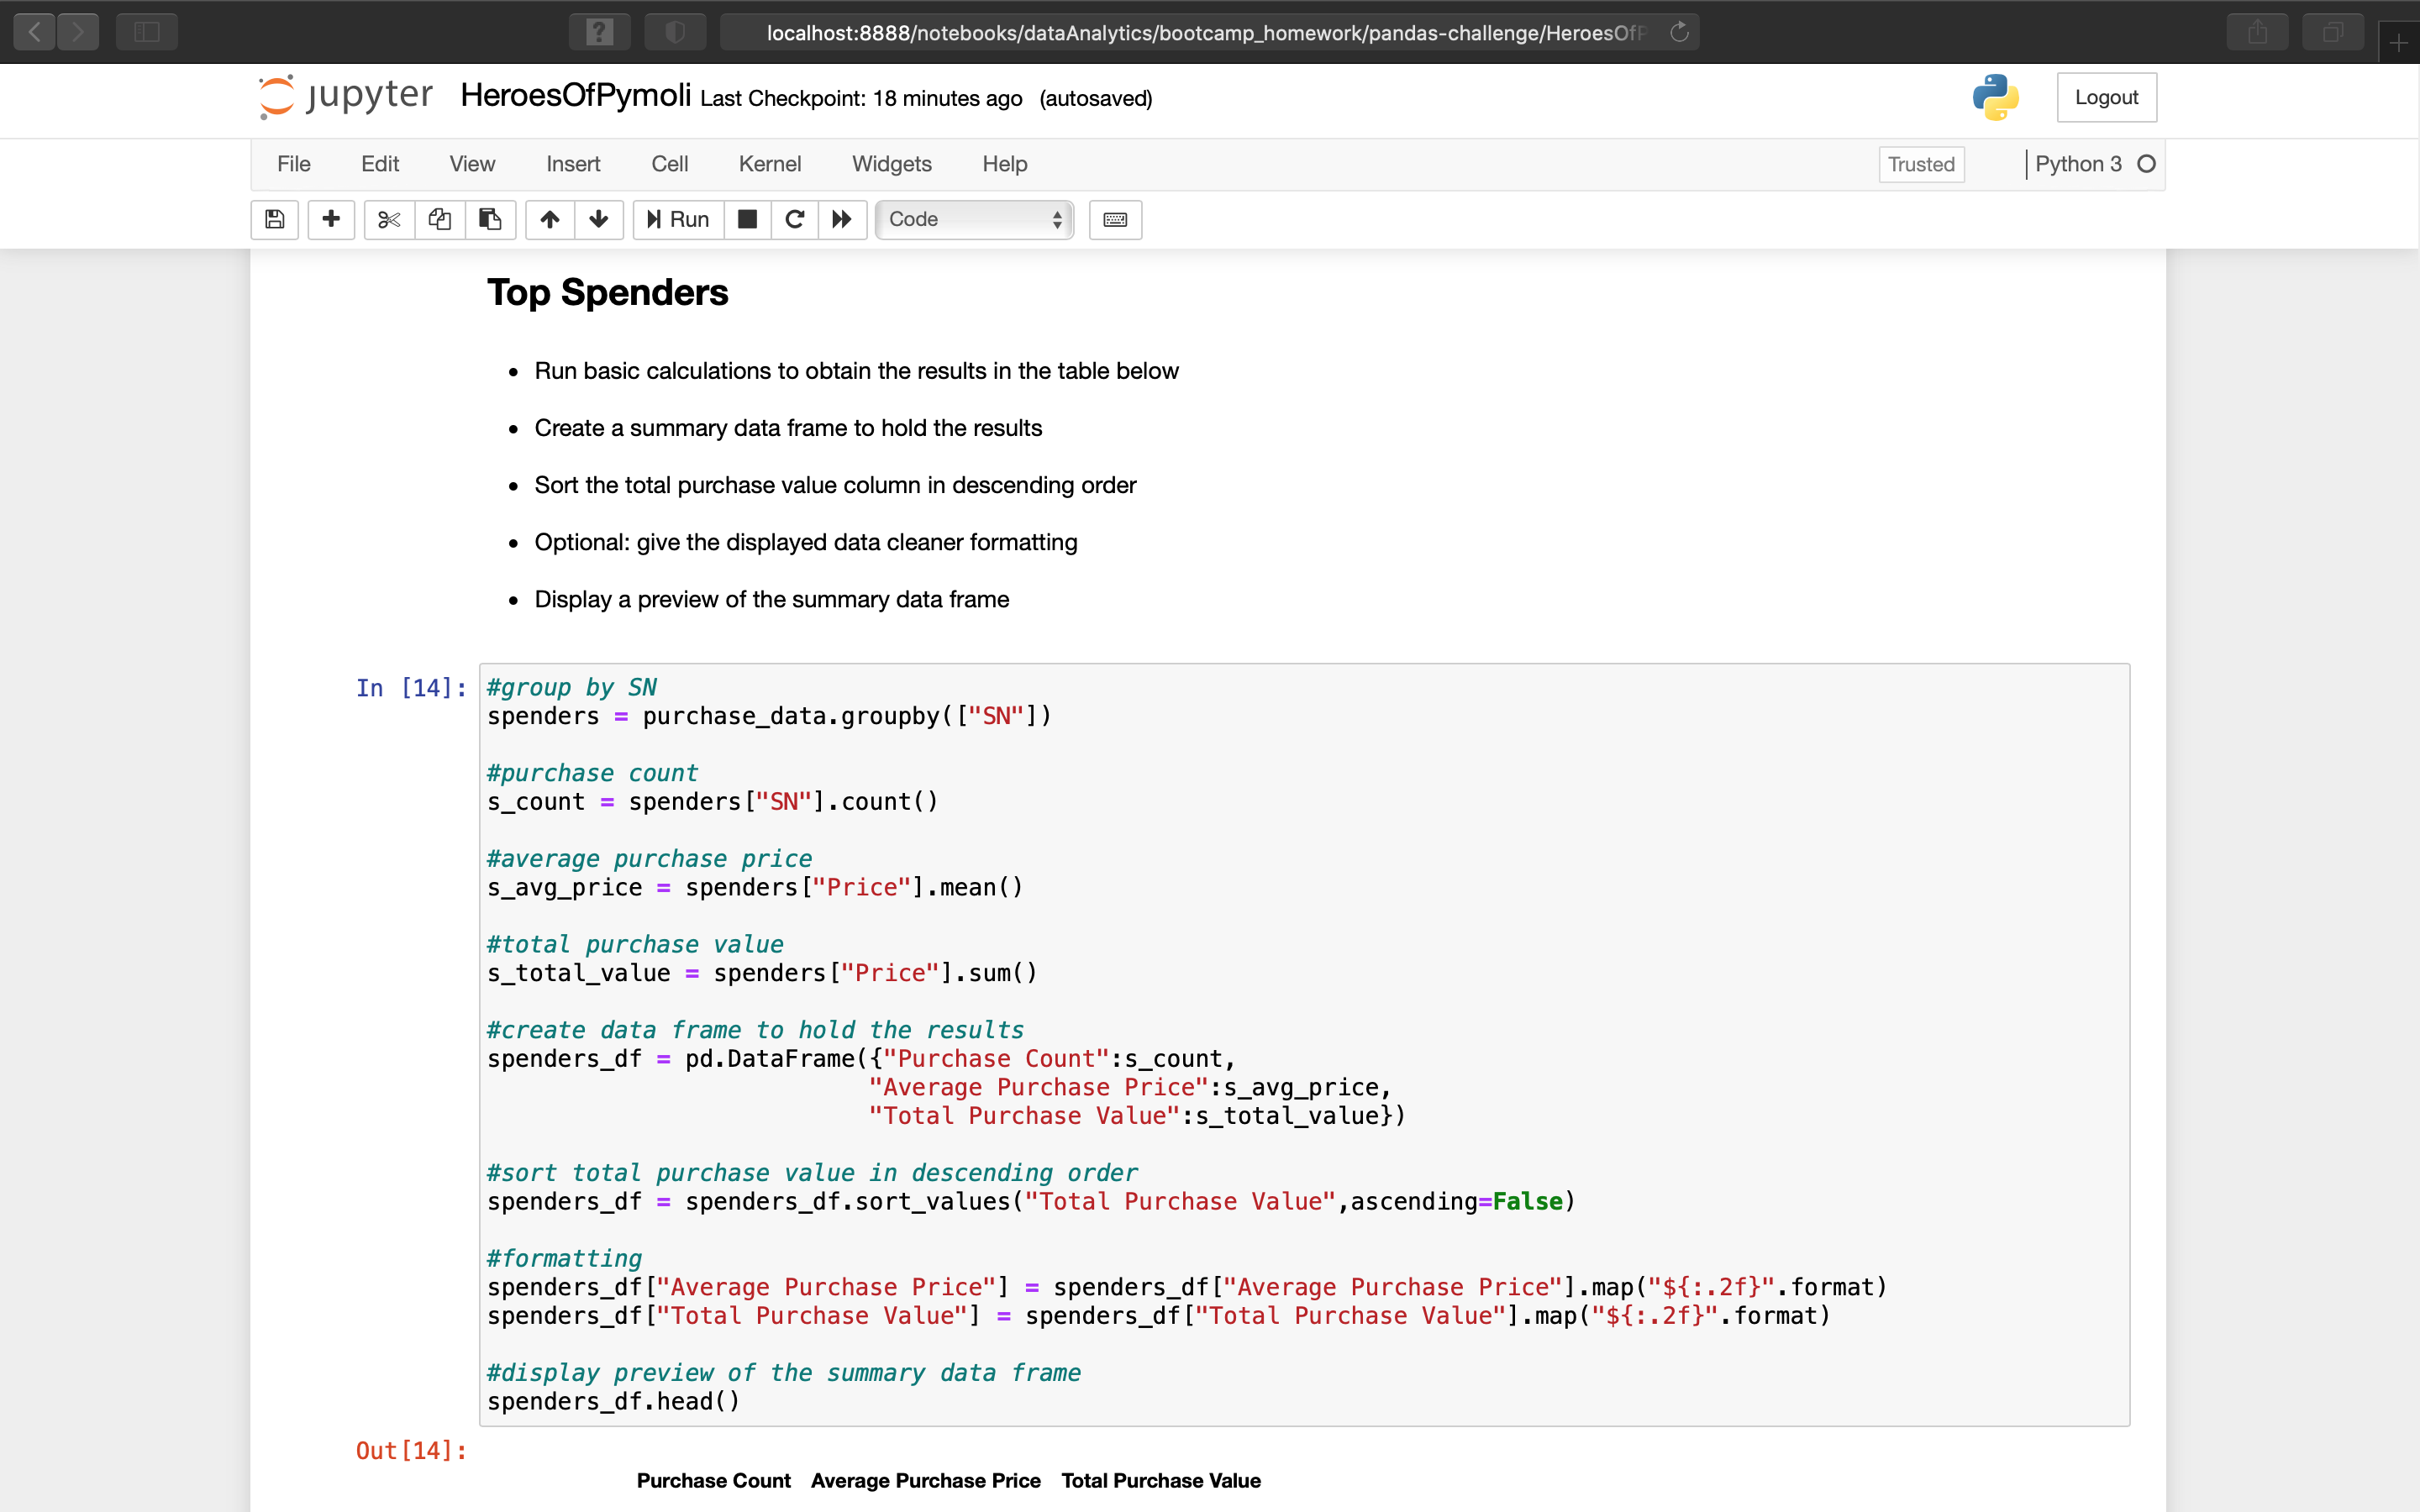 ?
localhost:8888/notebooks/dataAnalytics/bootcamp_homework/pandas-challenge/HeroesOfP
jupyter HeroesOfPymoli Last Checkpoint: 18 minutes ago (autosaved)
Logout
File Edit View Insert Cell Kernel Widgets Help Trusted Python 3
Run Code
Top Spenders
• Run basic calculations to obtain the results in the table below
• Create a summary data frame to hold the results
• Sort the total purchase value column in descending order
• Optional: give the displayed data cleaner formatting
• Display a preview of the summary data frame
In [14]: #group by SN
spenders = purchase_data.groupby(["SN"])
#purchase count
s_count = spenders["SN"].count()
#average purchase price
s_avg_price = spenders["Price"].mean()
#total purchase value
s_total_value = spenders["Price"].sum()
#create data frame to hold the results
spenders_df = pd.DataFrame({"Purchase Count":s_count,
"Average Purchase Price":s_avg_price,
"Total Purchase Value":s_total_value})
#sort total purchase value in descending order
spenders_df = spenders_df.sort_values("Total Purchase Value",ascending=False)
#formatting
spenders_df["Average Purchase Price"] = spenders_df["Average Purchase Price"].map("${:.2f}".format)
spenders_df["Total Purchase Value"] = spenders_df["Total Purchase Value"].map("${:.2f}".format)
#display preview of the summary data frame
spenders_df.head()
Out[14]:
Purchase Count Average Purchase Price Total Purchase Value